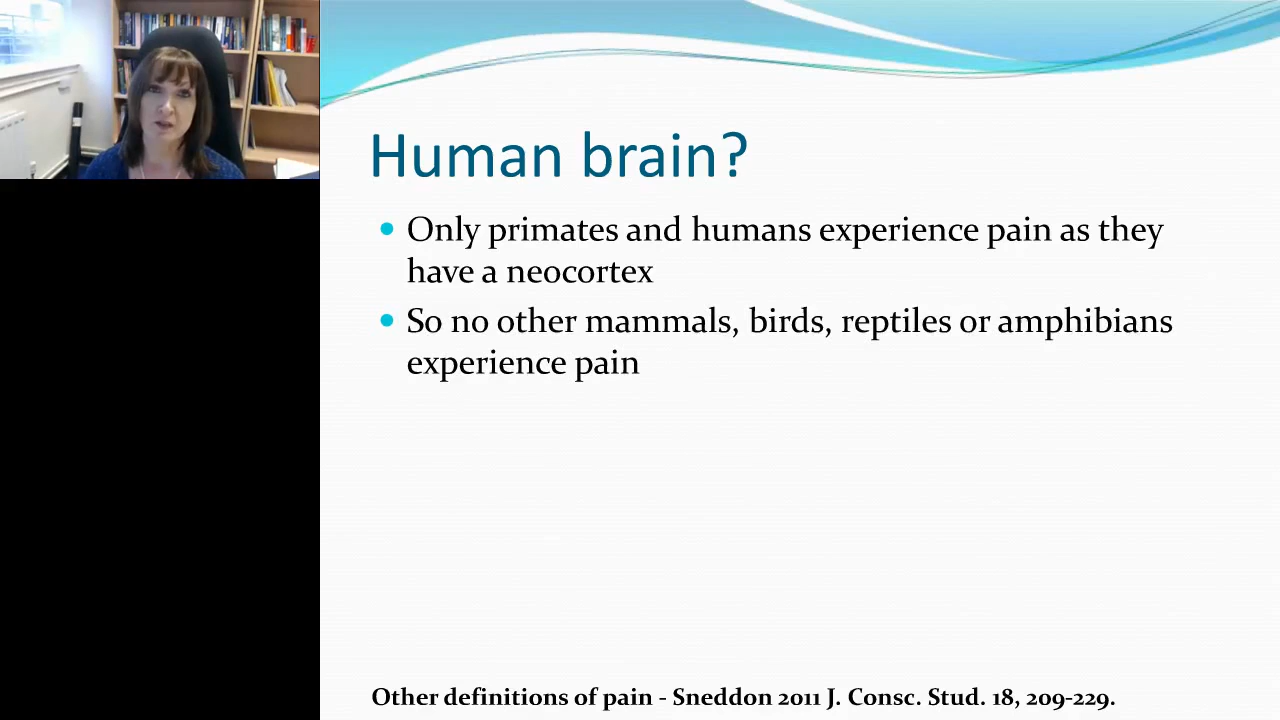 Human brain?
Only primates and humans experience pain as they
have a neocortex
So no other mammals, birds, reptiles or amphibians
experience pain
Other definitions of pain - Sneddon 2011 J. Consc. Stud. 18, 209-229.